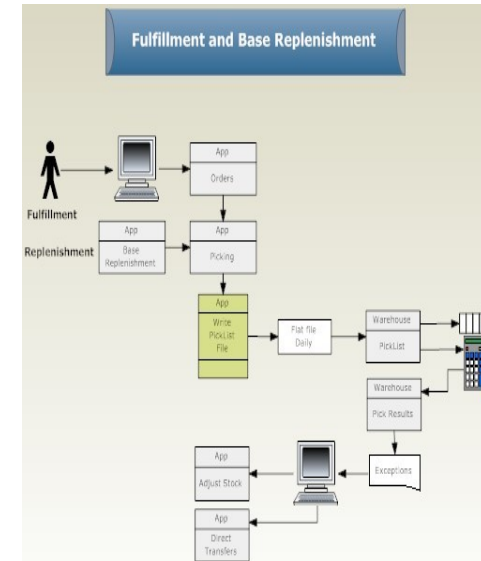 Fulfillment and Base Replenishment
App
Orders
Fulfillment
Replenishment
App
Base
Replenishment
App
Picking
App
Write
PickList
File
Flat file
Daily
Warehouse
PickList
Warehouse
Pick Results
Exceptions
App
Adjust Stock
App
Direct
Transfers